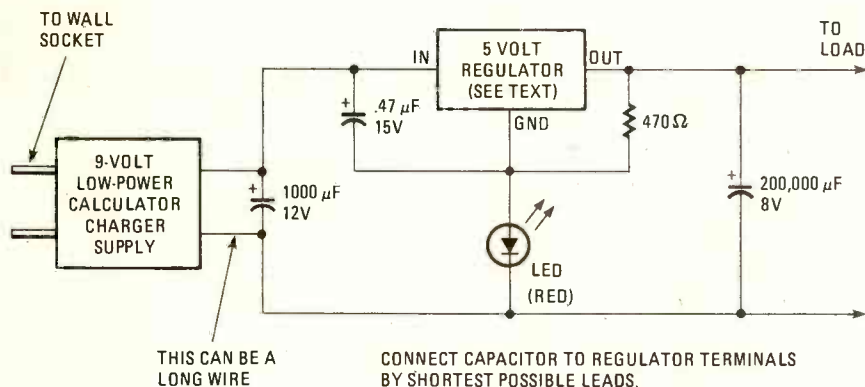 TO WALL
SOCKET
9-VOLT
LOW-POWER
CALCULATOR
CHARGER
SUPPLY
+
1000 µF
12V
THIS CAN BE A
LONG WIRE
+
.47 µF
15V
IN
5 VOLT
REGULATOR
(SEE TEXT)
OUT
GND
470Ω
LED
(RED)
+
200,000 µF
8V
TO
LOAD
CONNECT CAPACITOR TO REGULATOR TERMINALS
BY SHORTEST POSSIBLE LEADS.